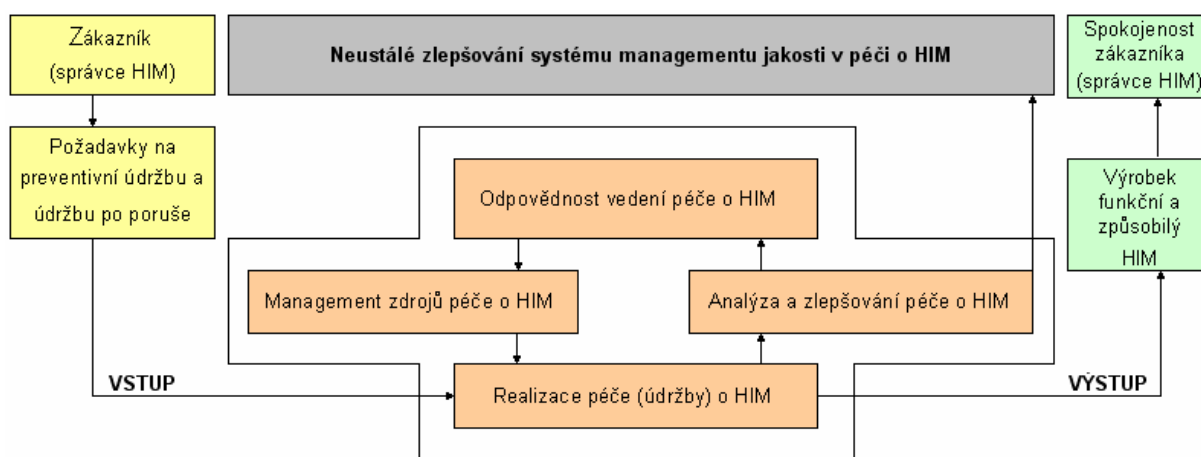 Zákazník
(správce HIM)
Požadavky na
preventivní údržbu a
údržbu po poruše
Neustálé zlepšování systému managementu jakosti v péči o HIM
Spokojenost
zákazníka
(správce HIM)
Odpovědnost vedení péče o HIM
Výrobek
funkční a
způsobilý
HIM
Management zdrojů péče o HIM
Analýza a zlepšování péče o HIM
VSTUP
Realizace péče (údržby) o HIM
VÝSTUP